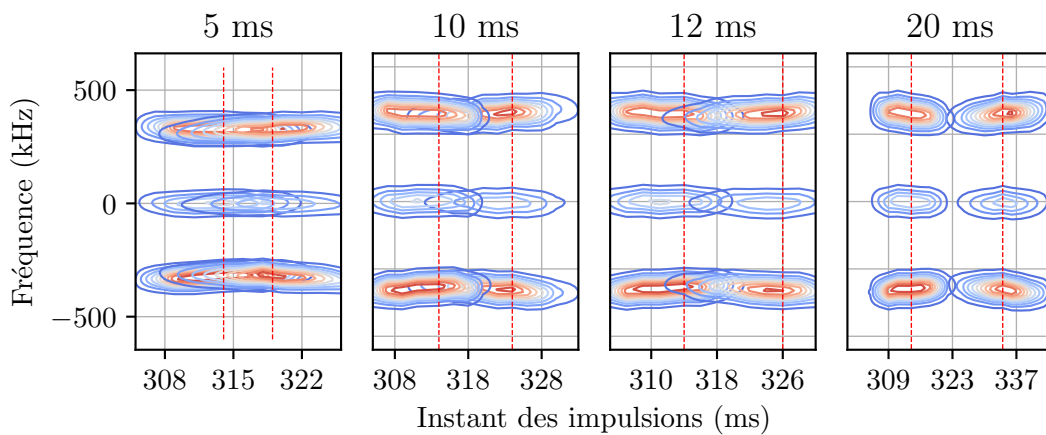 5 ms 10 ms 12 ms 20 ms
Fréquence (kHz)
500
0
−500
308 315 322 308 318 328 310 318 326 309 323 337
Instant des impulsions (ms)